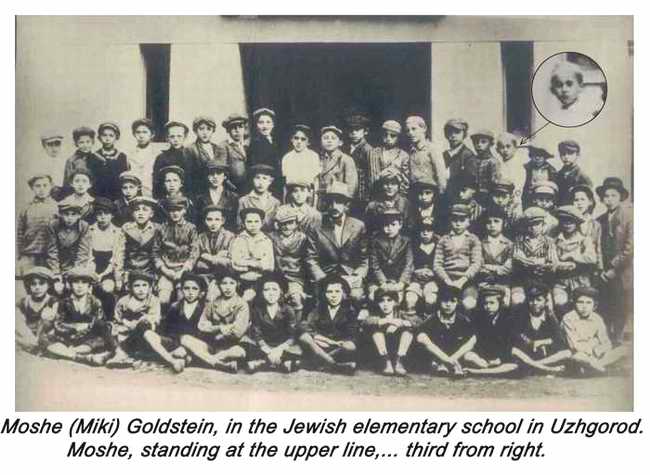 Moshe (Miki) Goldstein, in the Jewish elementary school in Uzhgorod.
Moshe, standing at the upper line,... third from right.